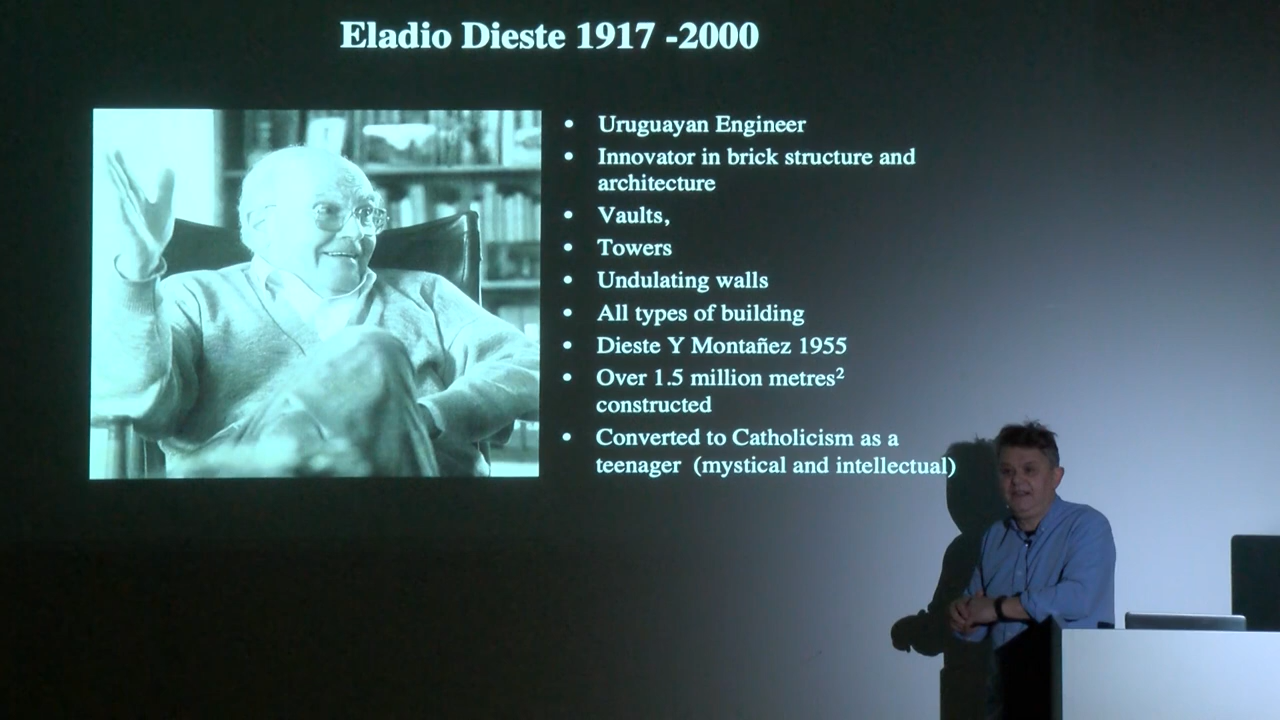 Eladio Dieste 1917 -2000
• Uruguayan Engineer
• Innovator in brick structure and
architecture
• Vaults,
• Towers
• Undulating walls
• All types of building
• Dieste Y Montañez 1955
• Over 1.5 million metres²
constructed
• Converted to Catholicism as a
teenager (mystical and intellectual)